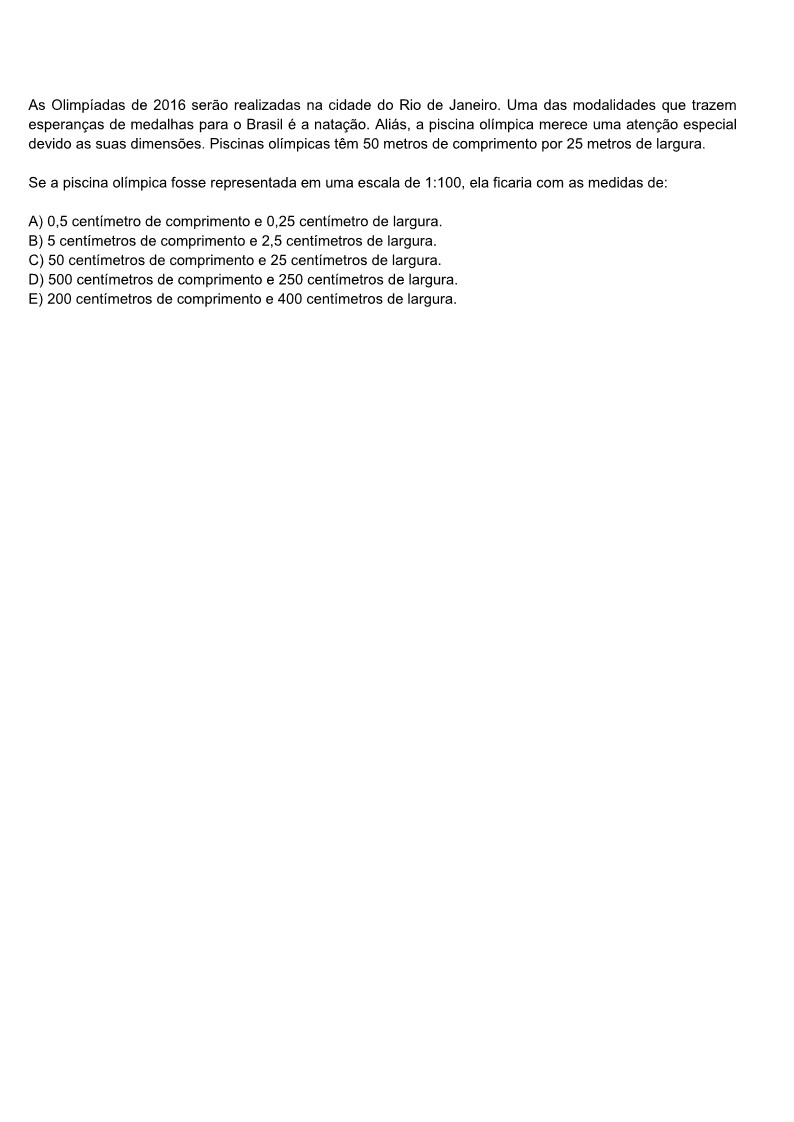 As Olimpíadas de 2016 serão realizadas na cidade do Rio de Janeiro. Uma das modalidades que trazem
esperanças de medalhas para o Brasil é a natação. Aliás, a piscina olímpica merece uma atenção especial
devido as suas dimensões. Piscinas olímpicas têm 50 metros de comprimento por 25 metros de largura.
Se a piscina olímpica fosse representada em uma escala de 1:100, ela ficaria com as medidas de:
A) 0,5 centímetro de comprimento e 0,25 centímetro de largura.
B) 5 centímetros de comprimento e 2,5 centímetros de largura.
C) 50 centímetros de comprimento e 25 centímetros de largura.
D) 500 centímetros de comprimento e 250 centímetros de largura.
E) 200 centímetros de comprimento e 400 centímetros de largura.